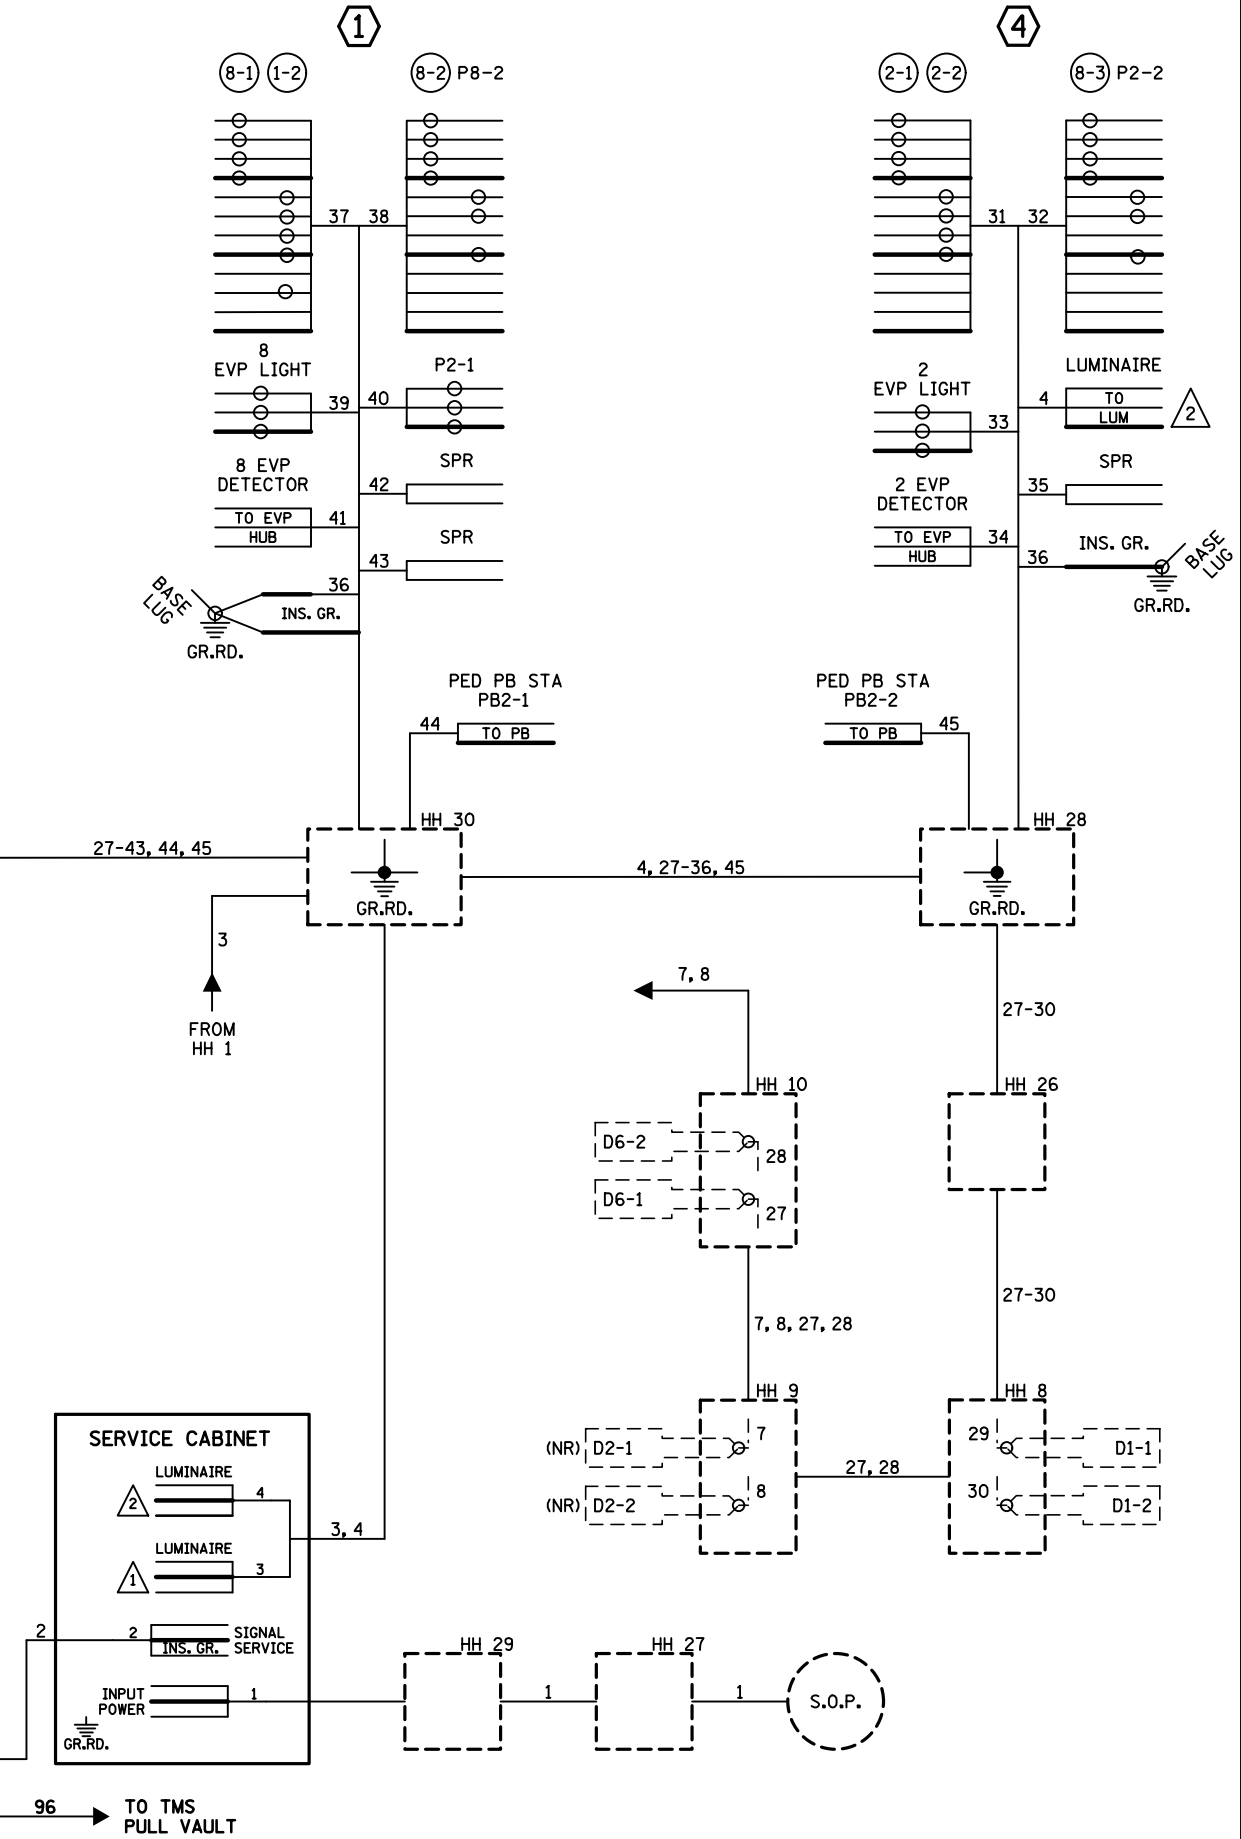 1
4
8-1 1-2 8-2 P8-2
2-1 2-2 8-3 P2-2
37 38
31 32
8
EVP LIGHT
39
P2-1
40
2
EVP LIGHT
33
LUMINAIRE
4 TO
LUM
2
8 EVP
DETECTOR
TO EVP
HUB
41
SPR
42
SPR
43
2 EVP
DETECTOR
TO EVP
HUB
34
SPR
35
INS. GR.
36
BASE
LUG
GR.RD.
BASE
LUG
36
INS. GR.
GR.RD.
PED PB STA
PB2-1
44 TO PB
PED PB STA
PB2-2
TO PB 45
HH 30
HH 28
27-43, 44, 45
4, 27-36, 45
GR.RD.
GR.RD.
3
FROM
HH 1
7, 8
27-30
HH 10
HH 26
D6-2
28
D6-1
27
7, 8, 27, 28
27-30
HH 9
HH 8
(NR) D2-1 7
(NR) D2-2 8
27, 28
29 D1-1
30 D1-2
SERVICE CABINET
LUMINAIRE
2 4
LUMINAIRE
1 3
3, 4
2
2 INS. GR.
SIGNAL
SERVICE
INPUT
POWER
1
GR.RD.
HH 29
HH 27
1
1
S.O.P.
96
TO TMS
PULL VAULT